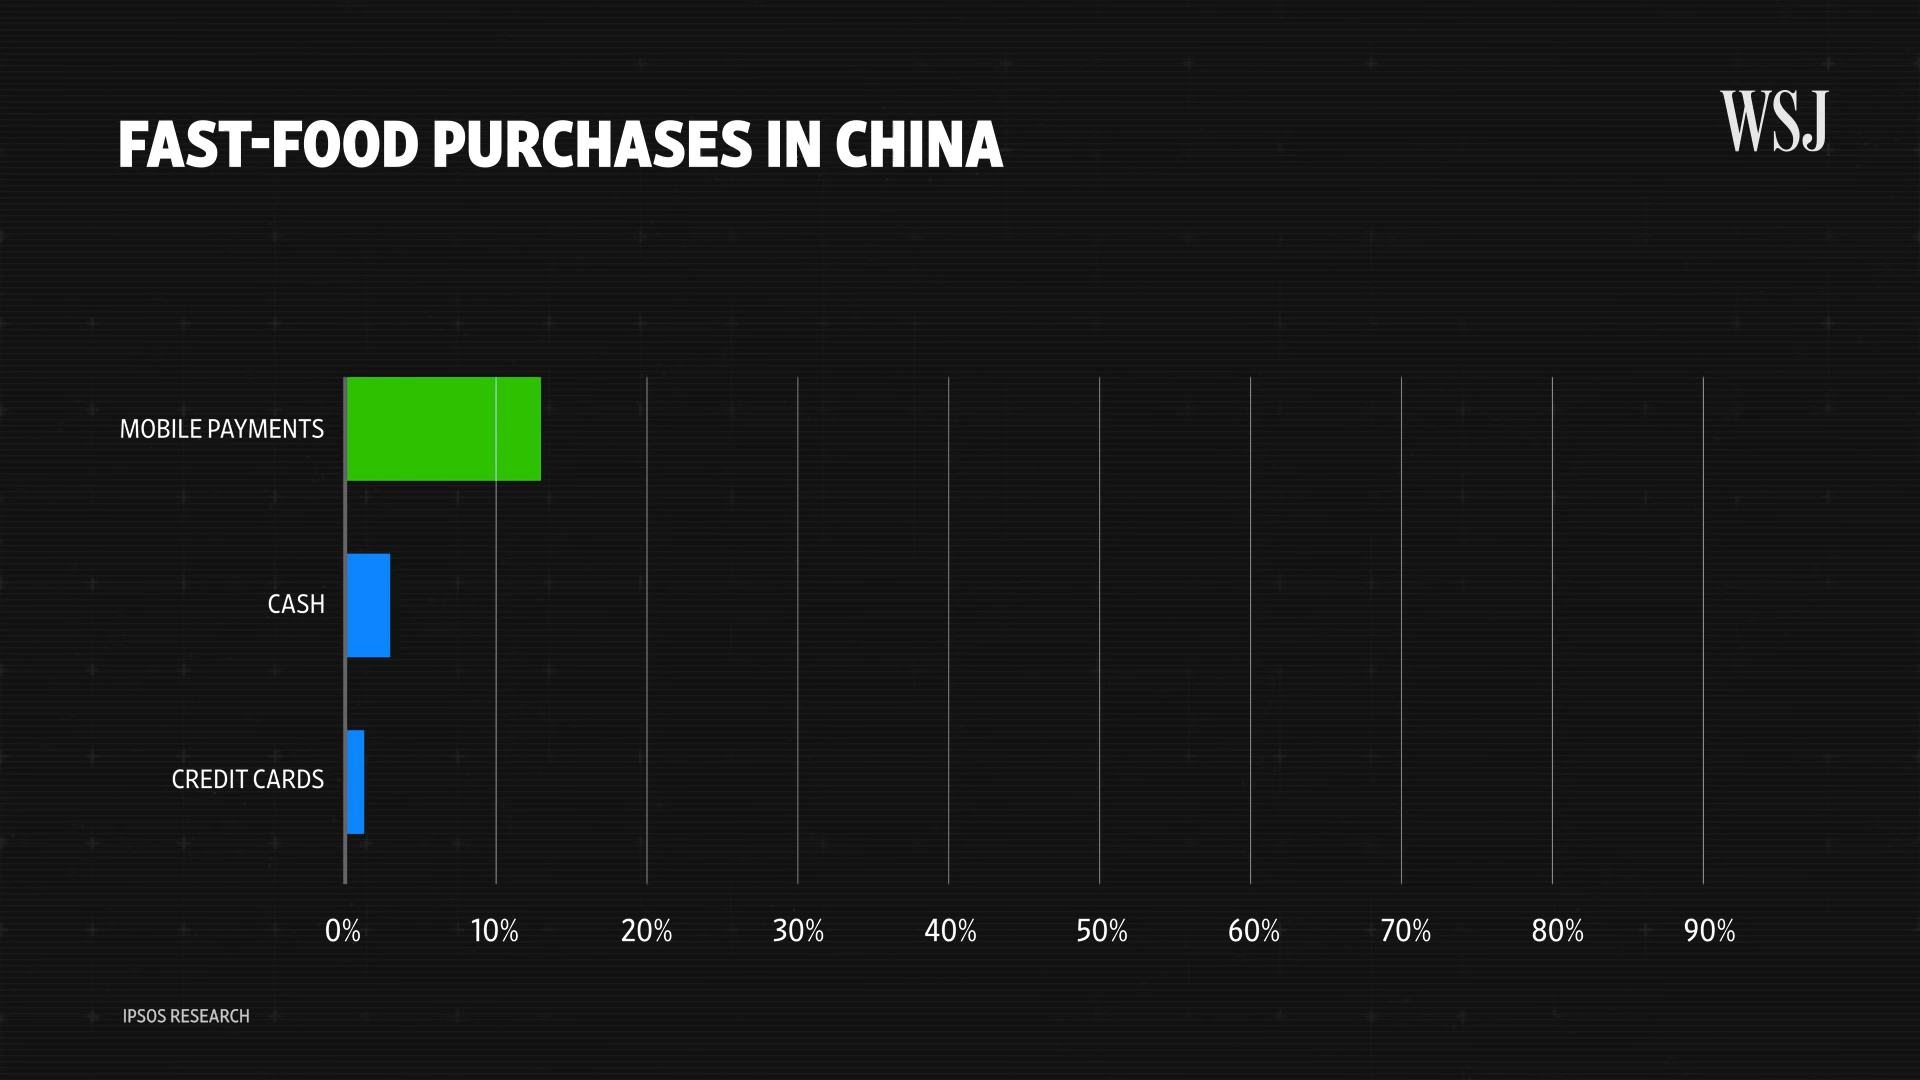 WSJ
FAST-FOOD PURCHASES IN CHINA
MOBILE PAYMENTS
CASH
CREDIT CARDS
0% 10% 20% 30% 40% 50% 60% 70% 80% 90%
IPSOS RESEARCH